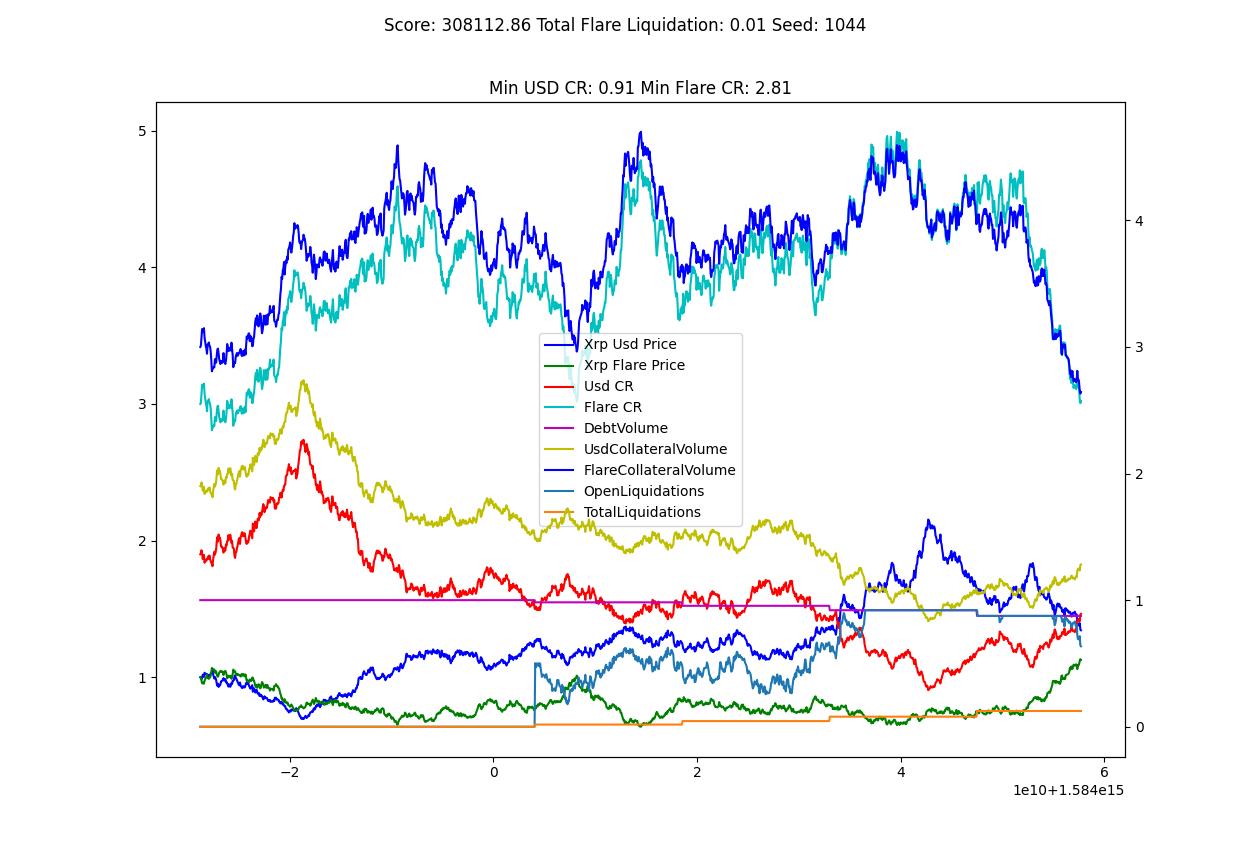 Score: 308112.86 Total Flare Liquidation: 0.01 Seed: 1044
Min USD CR: 0.91 Min Flare CR: 2.81
5
4
3
2
1
4
3
2
1
0
Xrp Usd Price
Xrp Flare Price
Usd CR
Flare CR
DebtVolume
UsdCollateralVolume
FlareCollateralVolume
OpenLiquidations
TotalLiquidations
−2 0 2 4 6
1e10+1.584e15